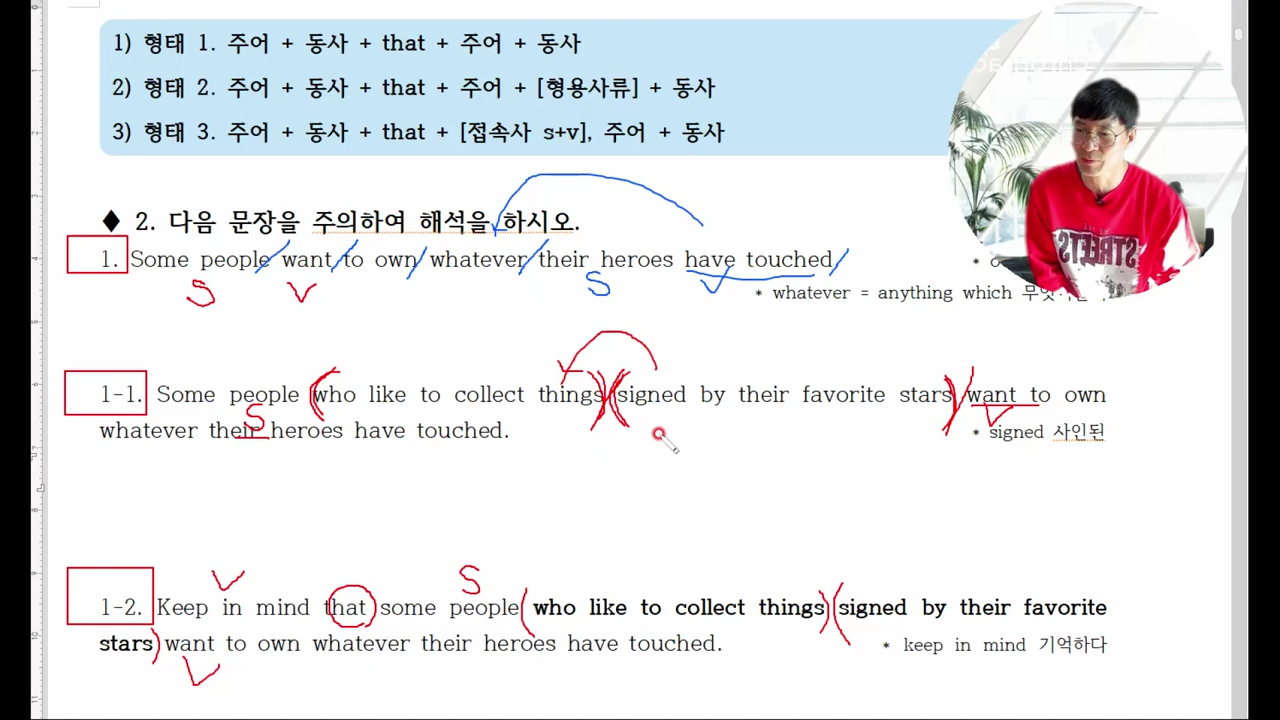 1) 형태 1. 주어 + 동사 + that + 주어 + 동사
2) 형태 2. 주어 + 동사 + that + 주어 + [형용사류] + 동사
3) 형태 3. 주어 + 동사 + that + [접속사 s+v], 주어 + 동사
◆ 2. 다음 문장을 주의하여 해석을 하시오.
1. Some people want to own whatever their heroes have touched.
S V S V
* whatever = anything which
1-1. Some people who like to collect things signed by their favorite stars want to own
S V
whatever their heroes have touched. * signed 사인된
V S
1-2. Keep in mind that some people who like to collect things signed by their favorite
stars want to own whatever their heroes have touched. * keep in mind 기억하다
V